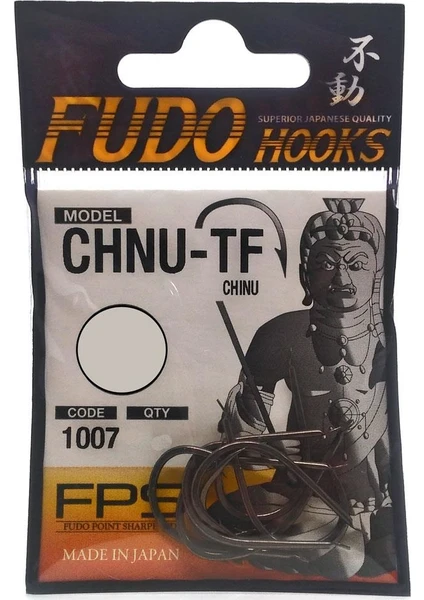 不動
FUDO
SUPERIOR JAPANESE QUALITY
HOOKS
MODEL
CHNU-TF
CHINU
CODE QTY
1007
FPS
FUDO POINT SHARPE
MADE IN JAPAN